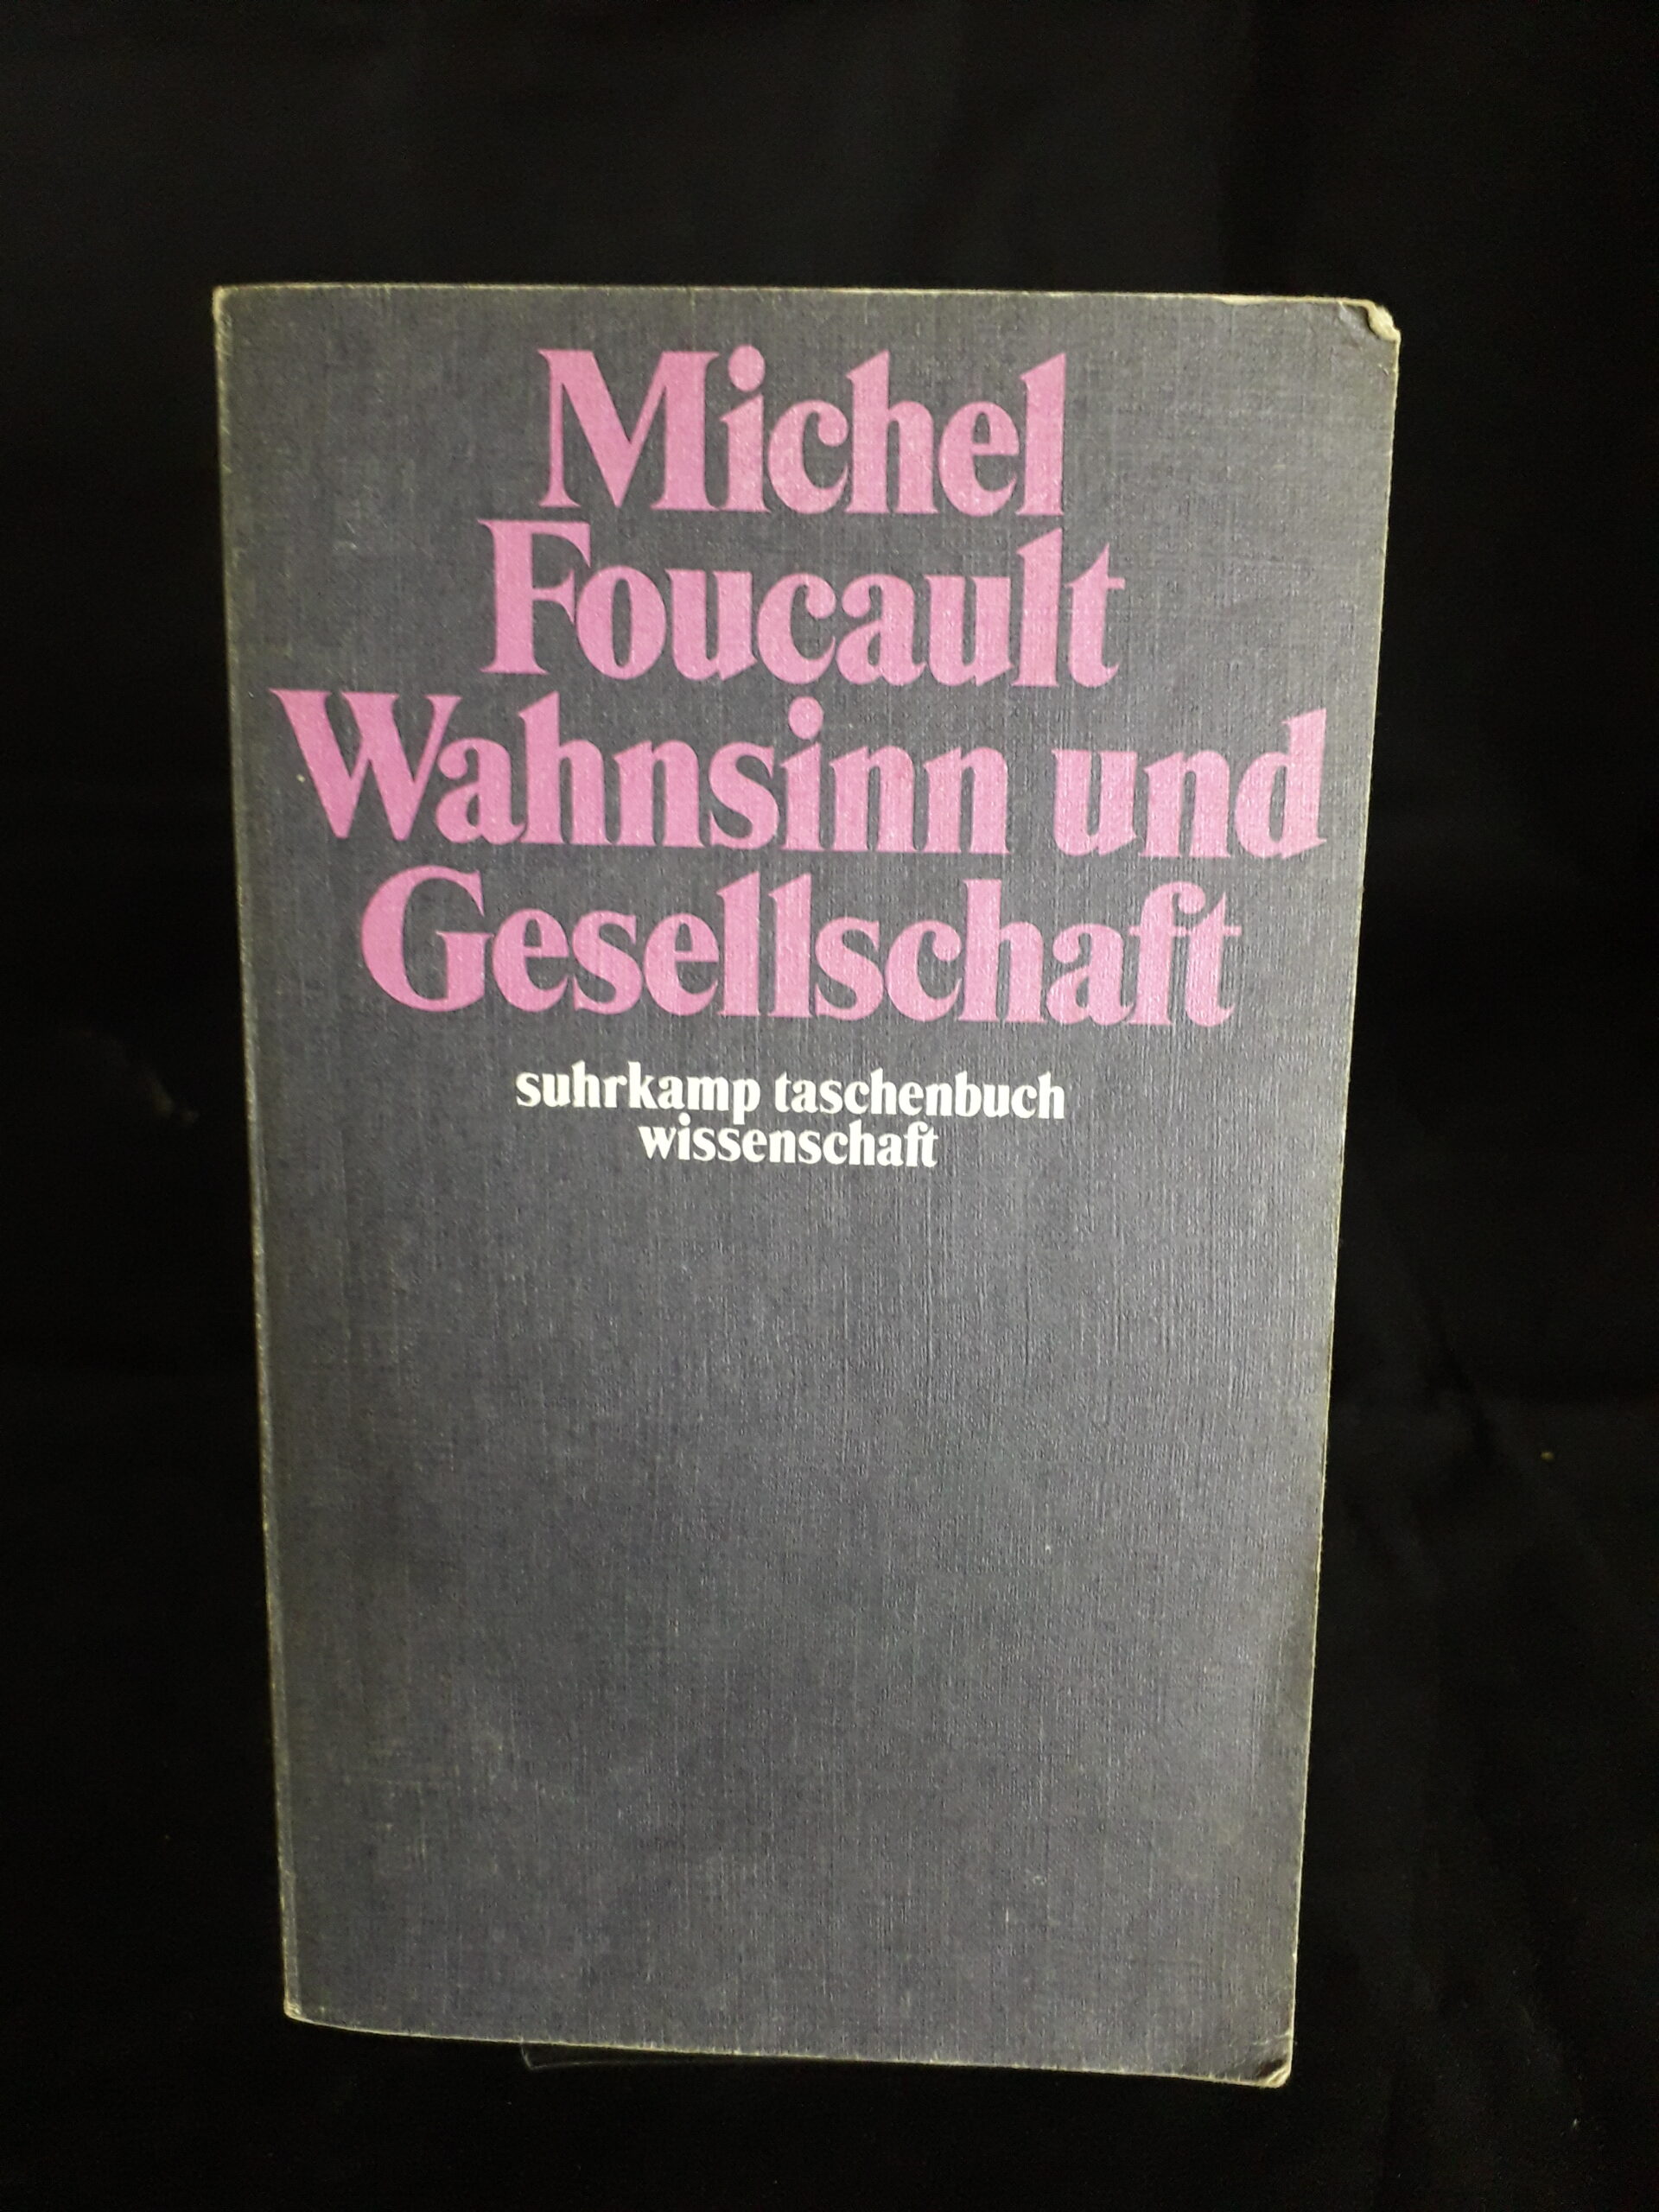 Michel
Foucault
Wahnsinn und
Gesellschaft
suhrkamp taschenbuch
wissenschaft